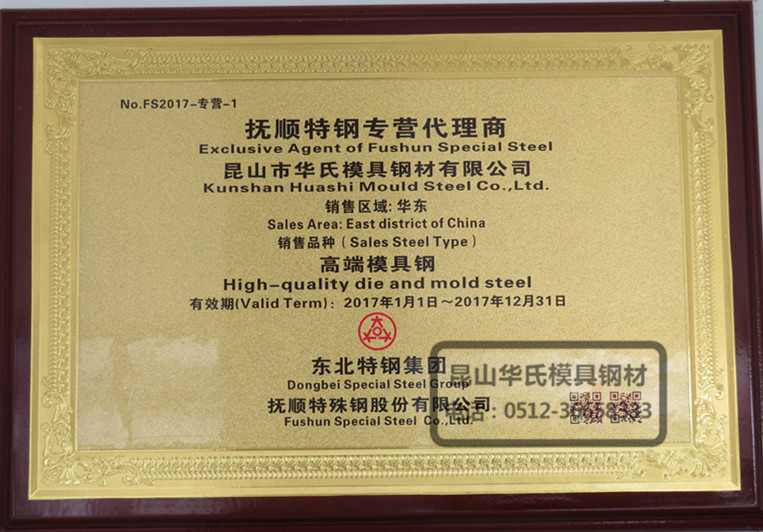 No.FS2017-专营-1
抚顺特钢专营代理商
Exclusive Agent of Fushun Special Steel
昆山市华氏模具钢材有限公司
Kunshan Huashi Mould Steel Co.,Ltd.
销售区域: 华东
Sales Area: East district of China
销售品种（Sales Steel Type）
高端模具钢
High-quality die and mold steel
有效期(Valid Term)：2017年1月1日～2017年12月31日
东北特钢集团
Dongbei Special Steel Group
抚顺特殊钢股份有限公司
Fushun Special Steel Co.,Ltd.
昆山华氏模具钢材
电话：0512-36658333